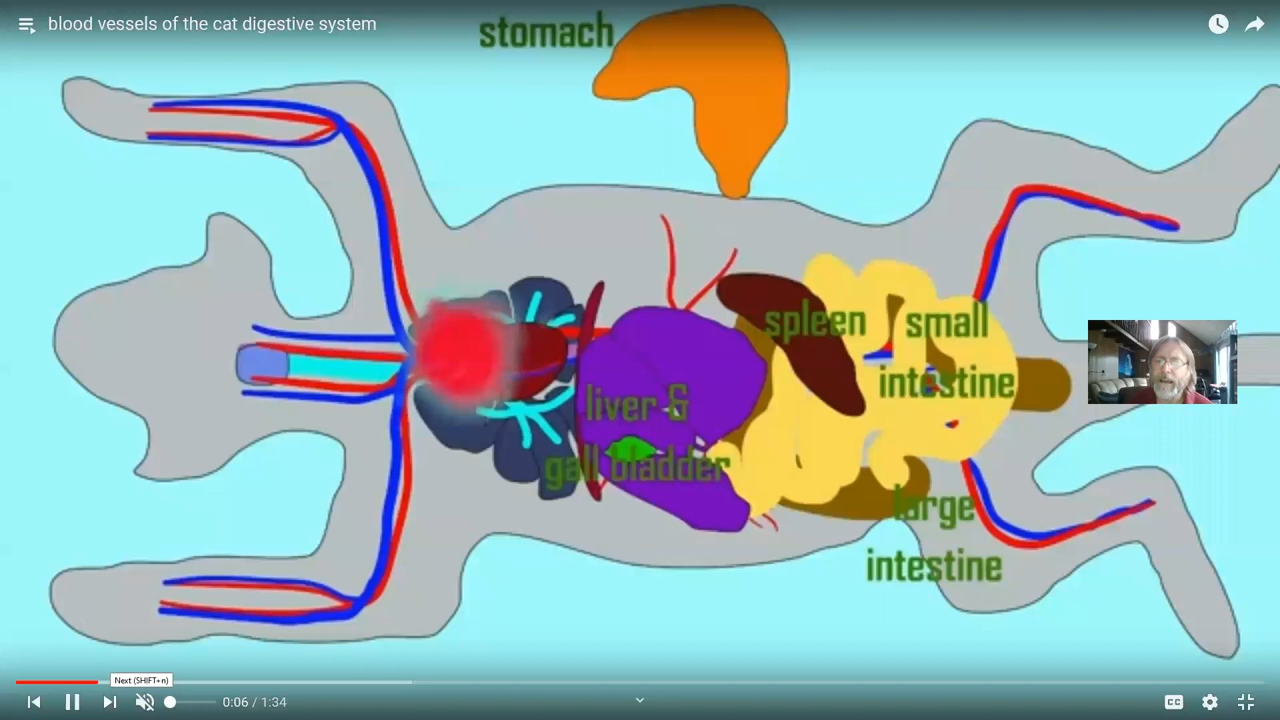 blood vessels of the cat digestive system
stomach
spleen
small
intestine
liver &
gall bladder
large
intestine
Next (SHIFT+n)
0:06 / 1:34
CC